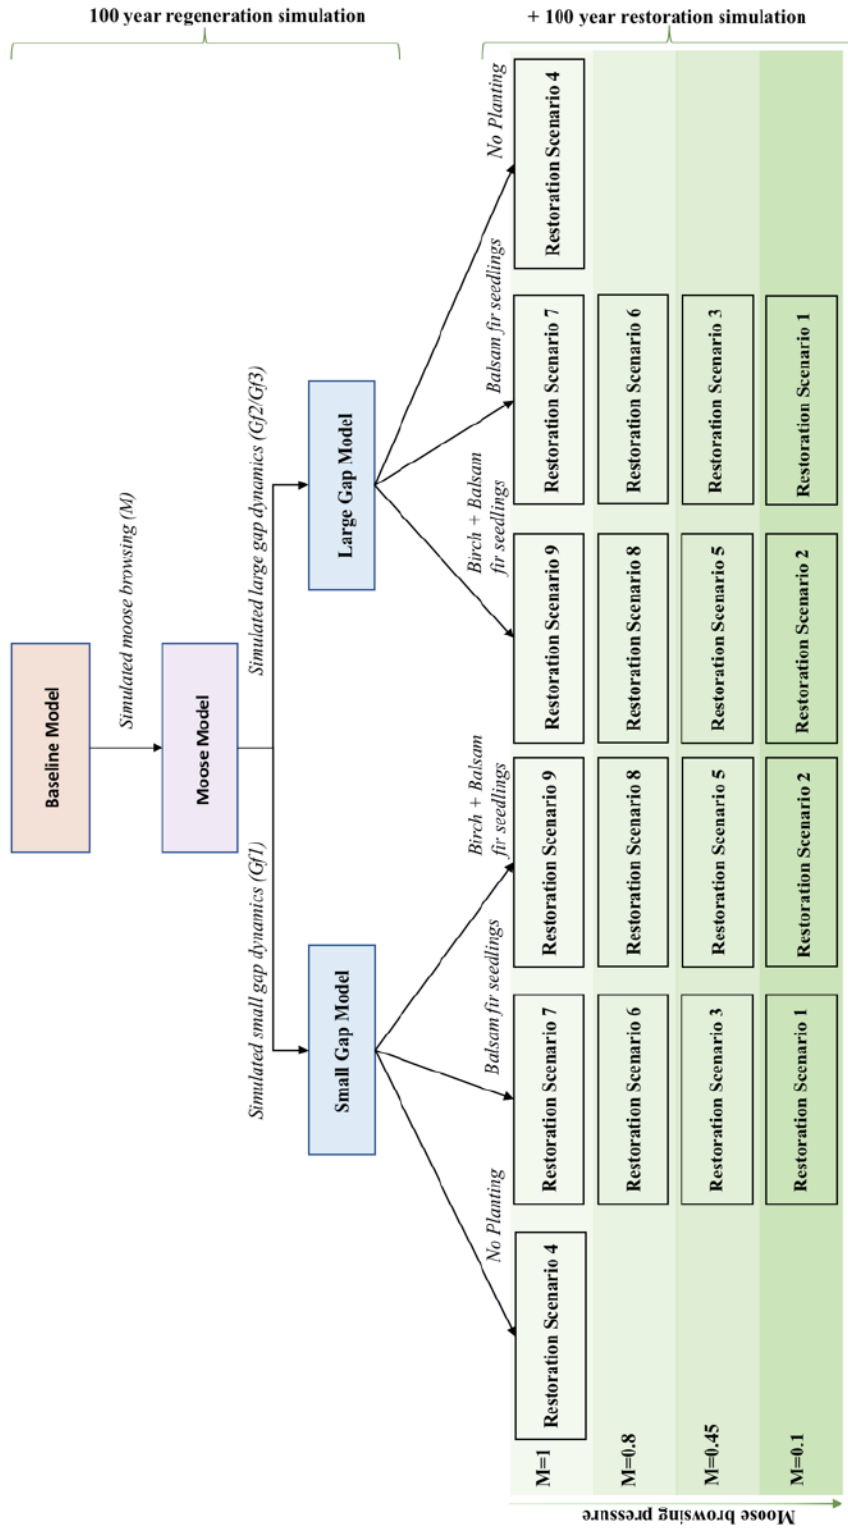 100 year regeneration simulation
+ 100 year restoration simulation
Baseline Model
Simulated moose browsing (M)
Moose Model
Simulated small gap dynamics (Gf1)
Simulated large gap dynamics (Gf2/Gf3)
Small Gap Model
Large Gap Model
No Planting
Balsam fir seedlings
Birch + Balsam
fir seedlings
Birch + Balsam
fir seedlings
Balsam fir seedlings
No Planting
M=1
Restoration Scenario 4
Restoration Scenario 7
Restoration Scenario 9
Restoration Scenario 9
Restoration Scenario 7
Restoration Scenario 4
M=0.8
Restoration Scenario 6
Restoration Scenario 8
Restoration Scenario 8
Restoration Scenario 6
M=0.45
Restoration Scenario 3
Restoration Scenario 5
Restoration Scenario 5
Restoration Scenario 3
M=0.1
Restoration Scenario 1
Restoration Scenario 2
Restoration Scenario 2
Restoration Scenario 1
Moose browsing pressure